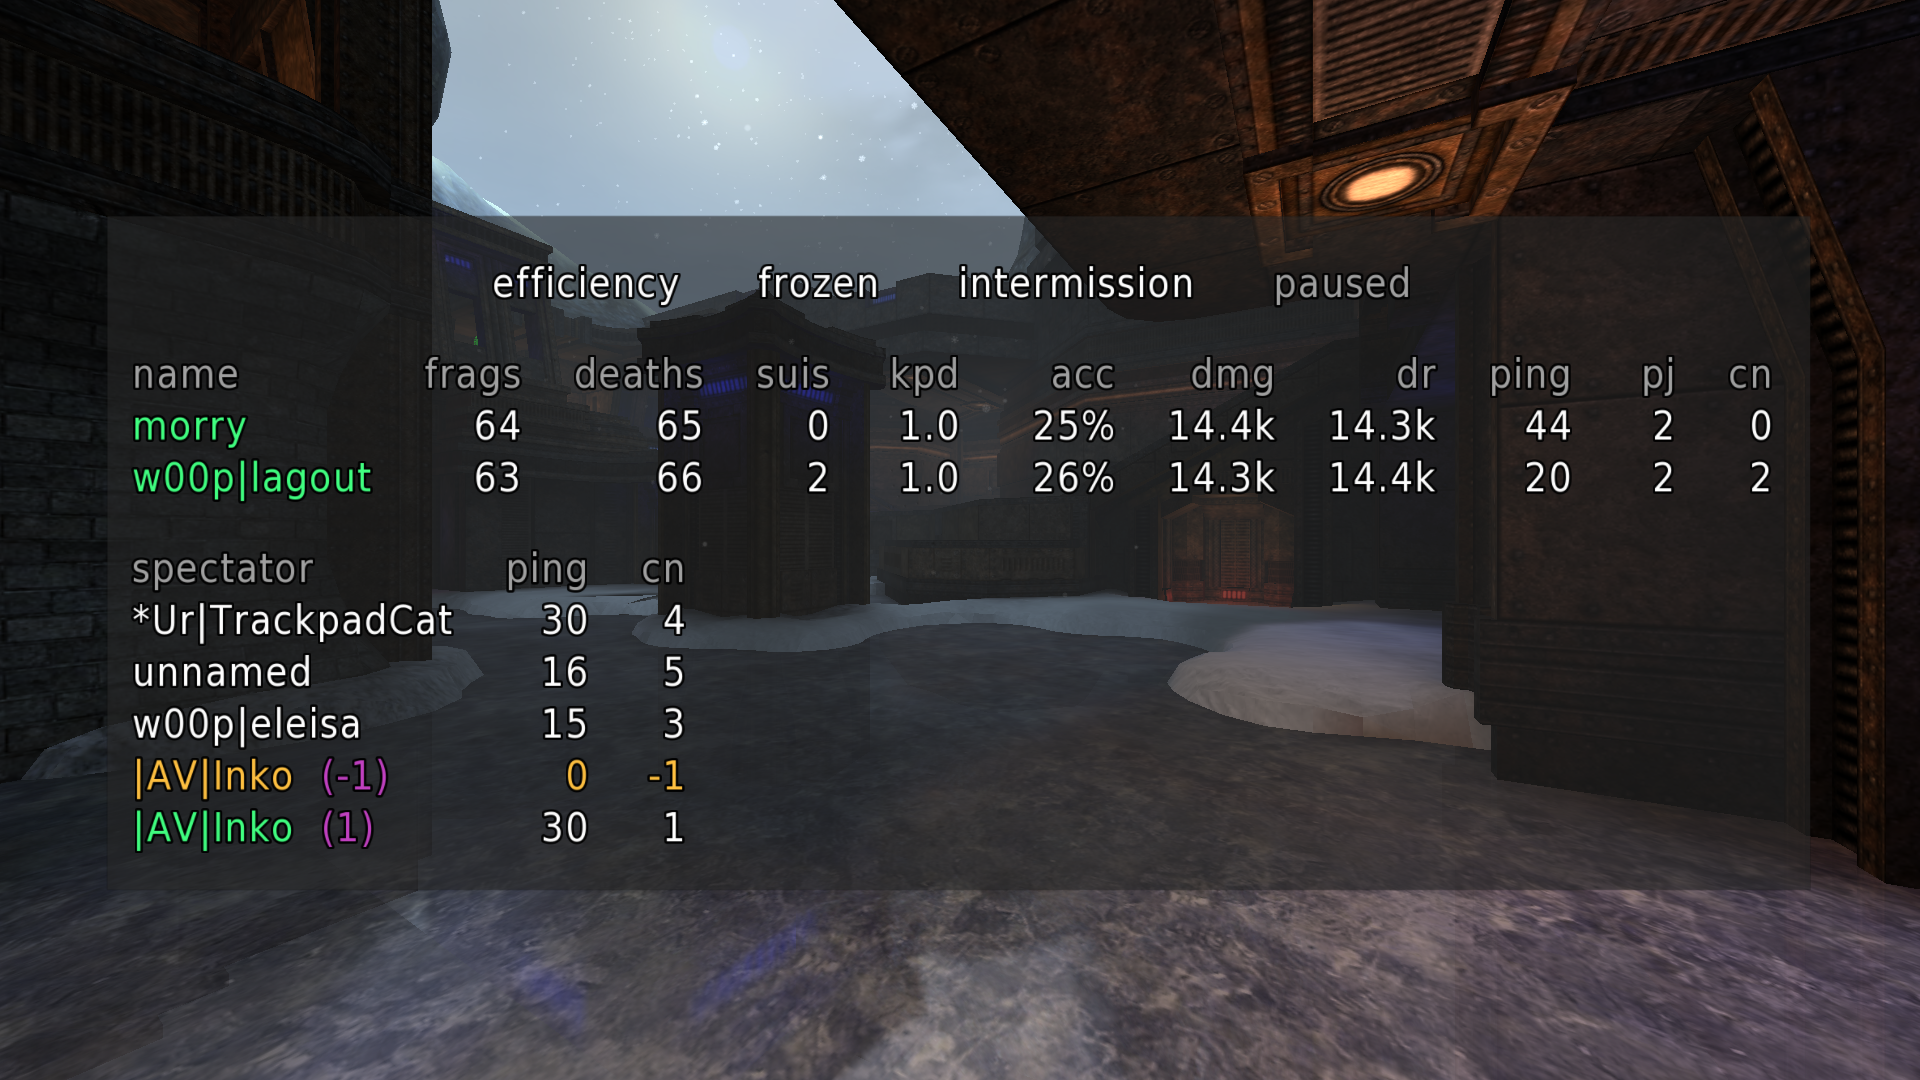 efficiency frozen intermission paused
name frags deaths suis kpd acc dmg dr ping pj cn
morry 64 65 0 1.0 25% 14.4k 14.3k 44 2 0
w00p|lagout 63 66 2 1.0 26% 14.3k 14.4k 20 2 2
spectator ping cn
*Ur|TrackpadCat 30 4
unnamed 16 5
w00p|eleisa 15 3
|AV|Inko (-1) 0 -1
|AV|Inko (1) 30 1